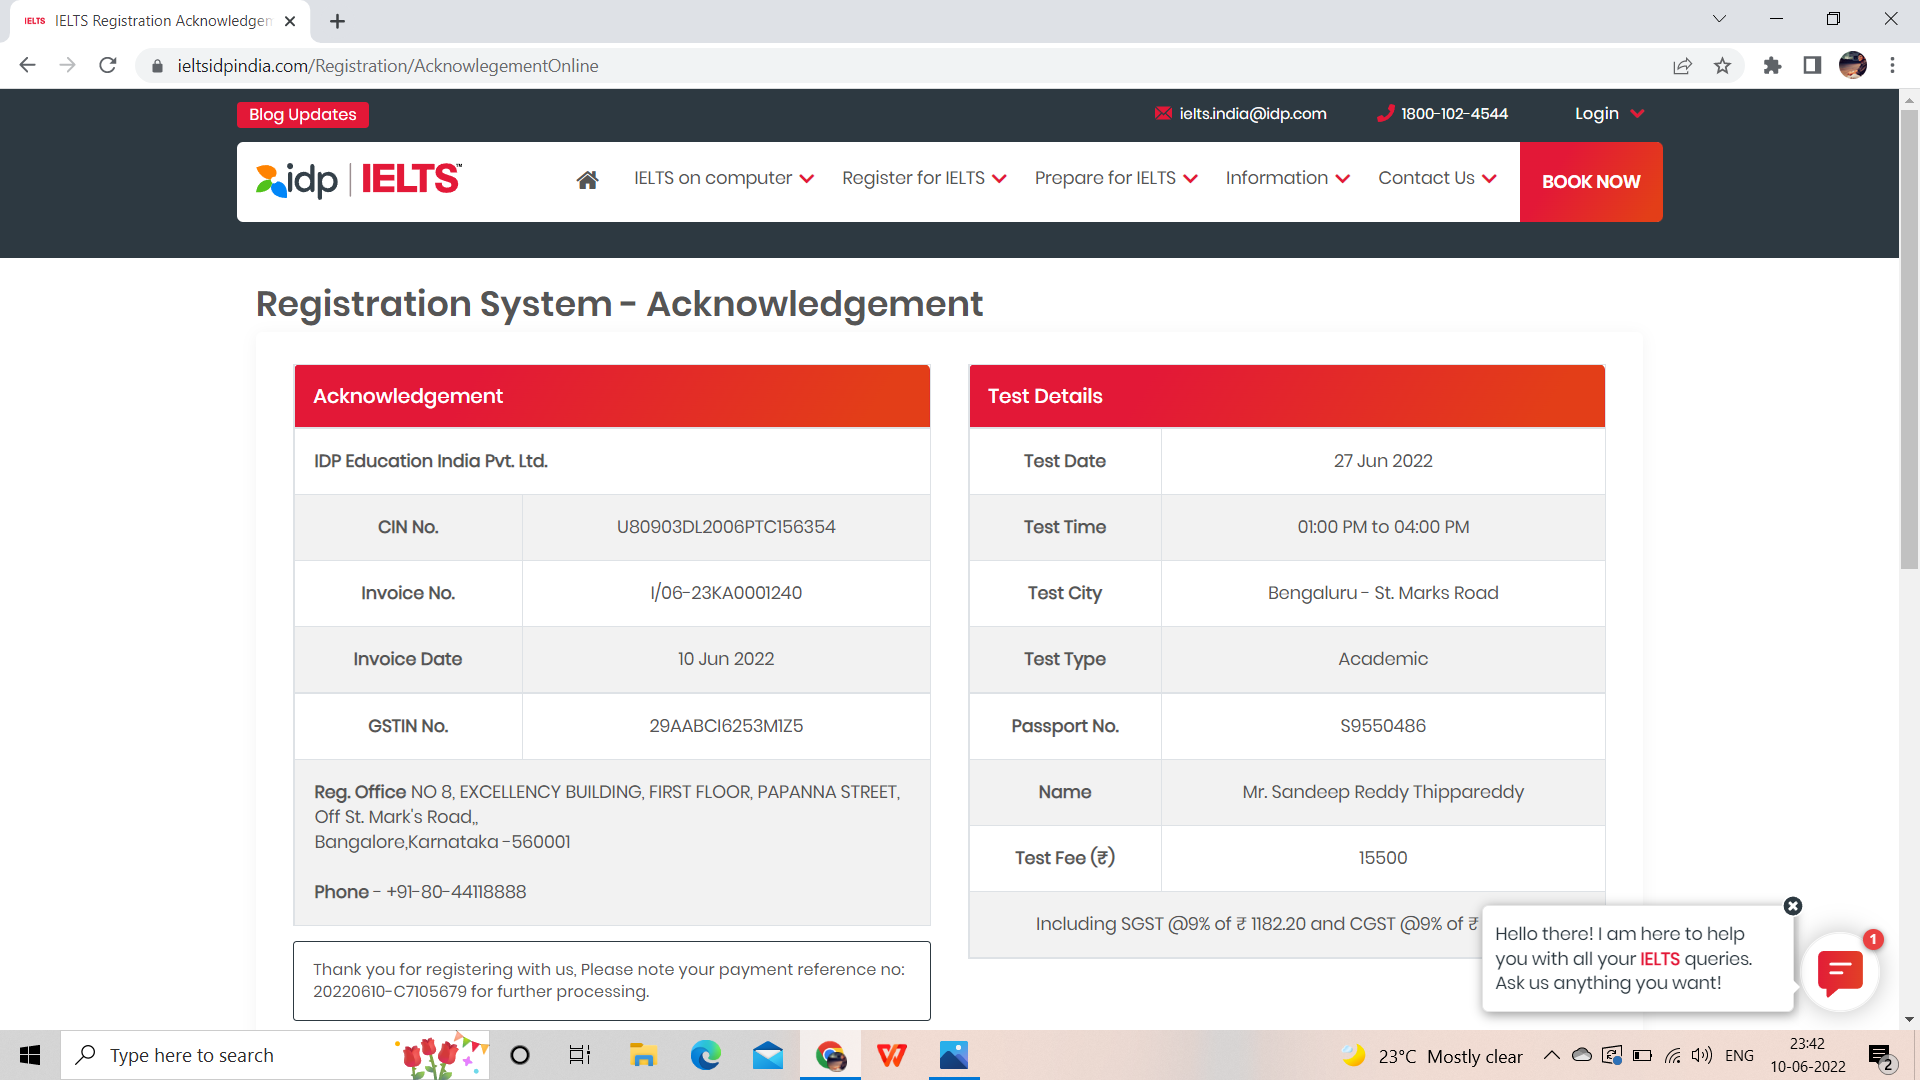 IELTS Registration Acknowledgen
ieltsidpindia.com/Registration/AcknowlegementOnline
Blog Updates
ielts.india@idp.com
1800-102-4544
Login
idp | IELTS™
IELTS on computer
Register for IELTS
Prepare for IELTS
Information
Contact Us
BOOK NOW
Registration System - Acknowledgement
Acknowledgement
IDP Education India Pvt. Ltd.
CIN No. U80903DL2006PTC156354
Invoice No. I/06-23KA0001240
Invoice Date 10 Jun 2022
GSTIN No. 29AABCI6253M1Z5
Reg. Office NO 8, EXCELLENCY BUILDING, FIRST FLOOR, PAPANNA STREET,
Off St. Mark's Road,,
Bangalore,Karnataka -560001
Phone - +91-80-44118888
Thank you for registering with us, Please note your payment reference no:
20220610-C7105679 for further processing.
Test Details
Test Date 27 Jun 2022
Test Time 01:00 PM to 04:00 PM
Test City Bengaluru - St. Marks Road
Test Type Academic
Passport No. S9550486
Name Mr. Sandeep Reddy Thippareddy
Test Fee (₹) 15500
Including SGST @9% of ₹ 1182.20 and CGST @9% of ₹
Hello there! I am here to help
you with all your IELTS queries.
Ask us anything you want!
1
Type here to search
23°C Mostly clear
ENG
23:42
10-06-2022
2